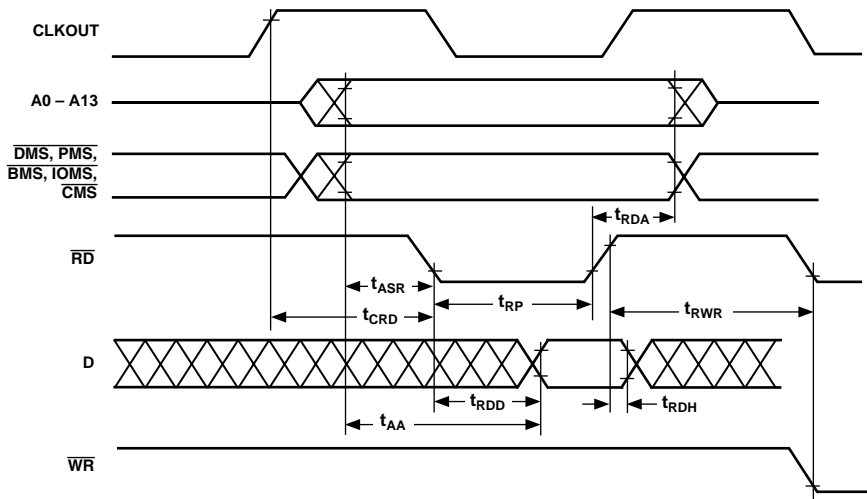 CLKOUT
A0 – A13
DMS, PMS,
BMS, IOMS,
CMS
tRDA
RD
tASR
tCRD
tRP
tRWR
D
tRDD
tRDH
tAA
WR